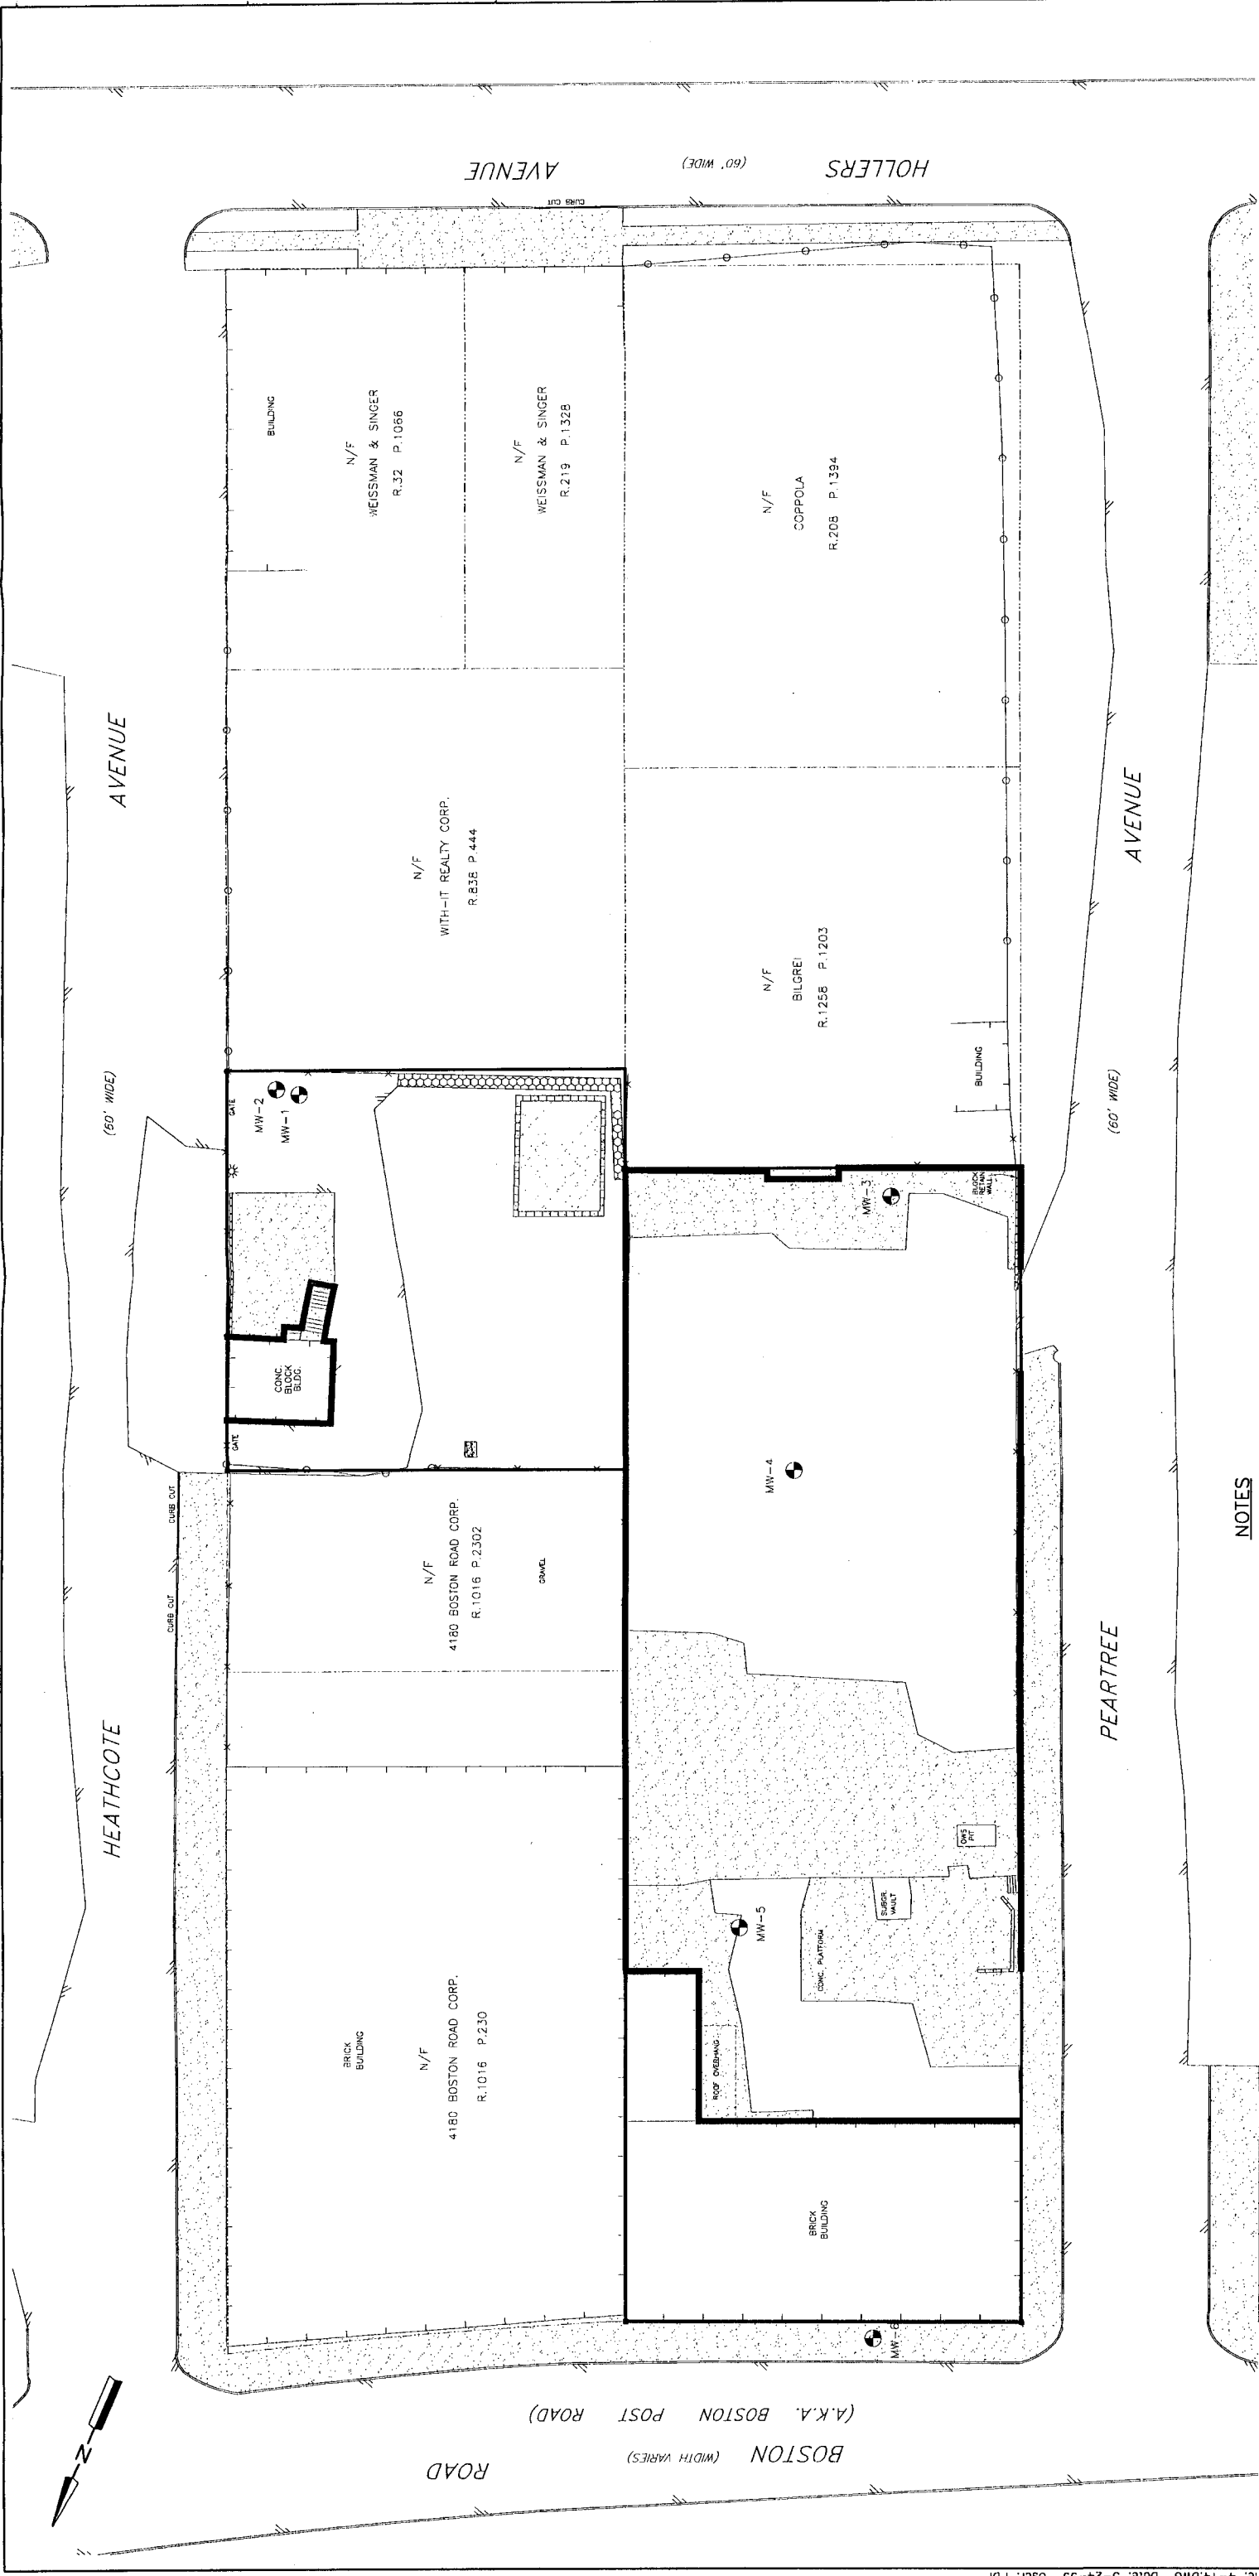 HOLLERS
(60' WIDE)
AVENUE
CURB CUT
BUILDING
N/F
WEISSMAN & SINGER
R.32 P.1066
N/F
WEISSMAN & SINGER
R.219 P.1328
N/F
COPPOLA
R.208 P.1394
HEATHCOTE
(60' WIDE)
AVENUE
N/F
WITH-IT REALTY CORP.
R.838 P.444
N/F
BILGREI
R.1258 P.1203
BUILDING
PEARTREE
(60' WIDE)
AVENUE
GATE
MW-2
MW-1
MW-3
BLOCK
RETAIN
WALL
CONC.
BLOCK
BLDG.
GATE
CURB CUT
CURB CUT
MW-4
N/F
4180 BOSTON ROAD CORP.
R.1016 P.2302
GRAVEL
NOTES
OWS
PIT
SUBGR.
VAULT
CONC. PLATFORM
MW-5
ROOF OVERHANG
BRICK
BUILDING
N/F
4180 BOSTON ROAD CORP.
R.1016 P.230
BRICK
BUILDING
MW-6
N
(A.K.A. BOSTON POST ROAD)
BOSTON
(WIDTH VARIES)
ROAD